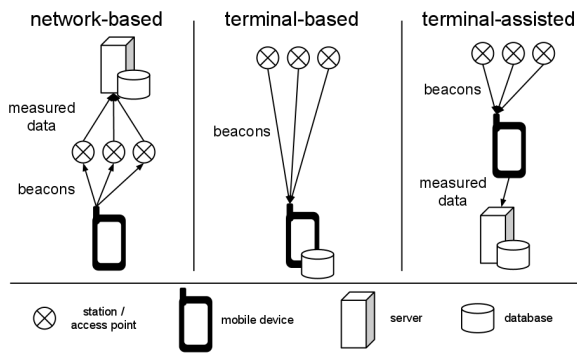 network-based
terminal-based
terminal-assisted
measured
data
beacons
beacons
beacons
measured
data
station /
access point
mobile device
server
database